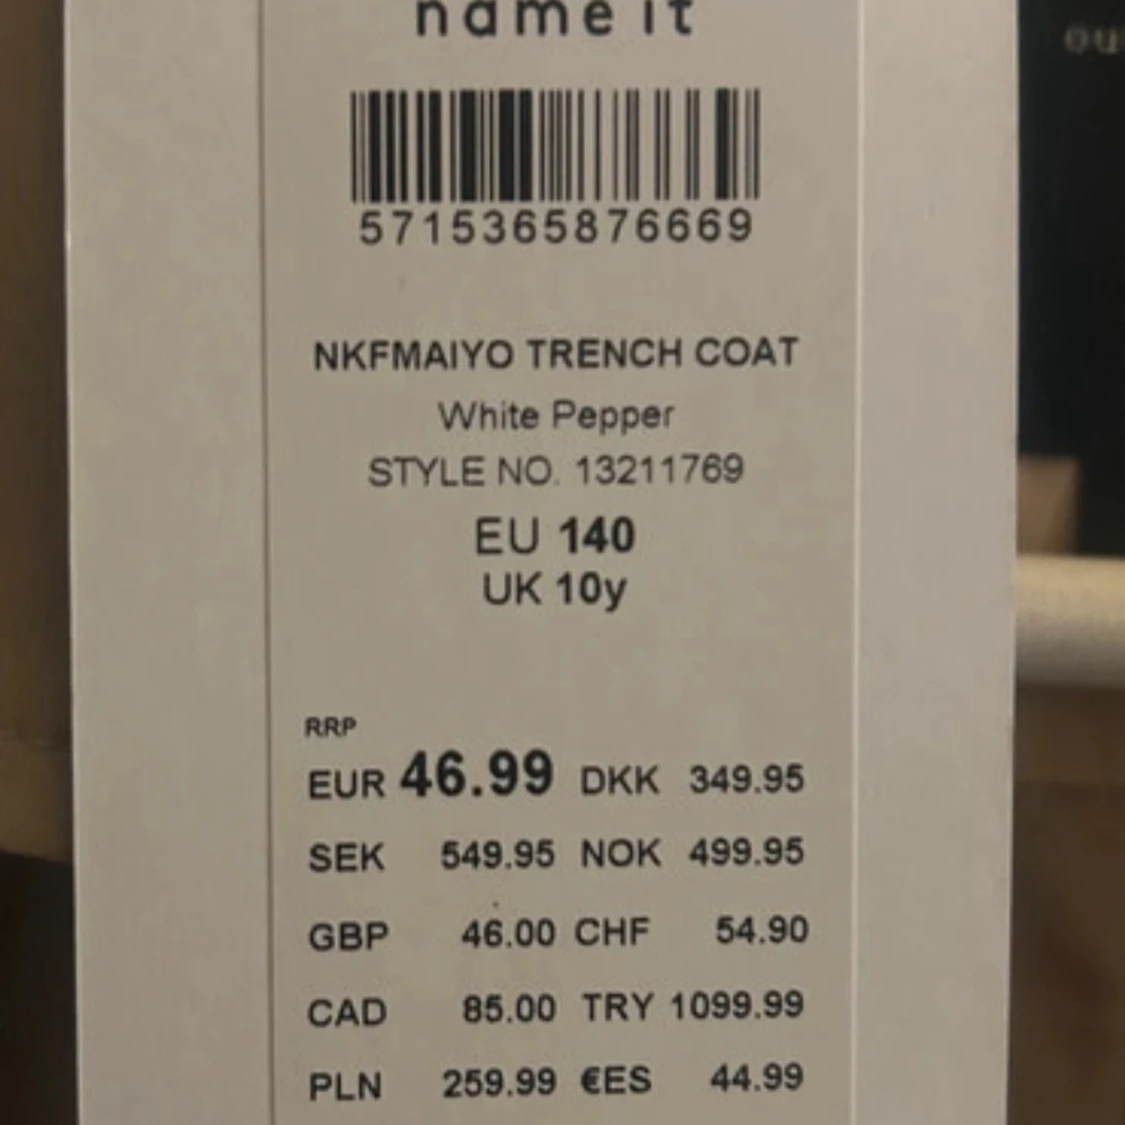 name it
5715365876669
NKFMAIYO TRENCH COAT
White Pepper
STYLE NO. 13211769
EU 140
UK 10y
RRP
EUR 46.99 DKK 349.95
SEK 549.95 NOK 499.95
GBP 46.00 CHF 54.90
CAD 85.00 TRY 1099.99
PLN 259.99 €ES 44.99